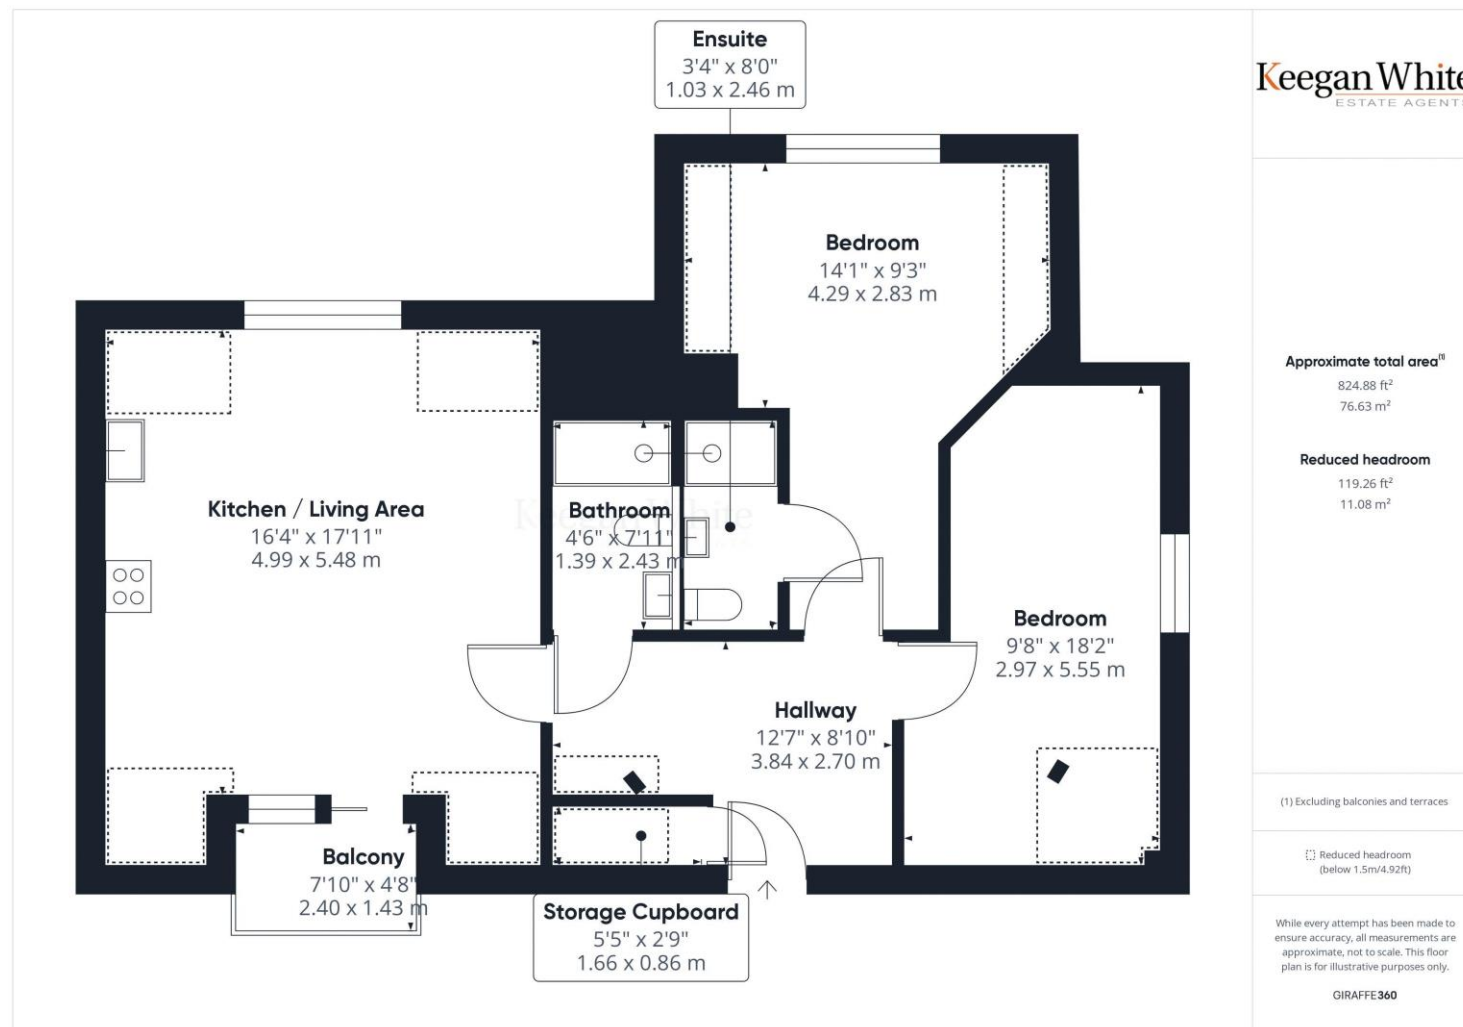 Ensuite
3'4" x 8'0"
1.03 x 2.46 m
Keegan White
ESTATE AGENTS
Bedroom
14'1" x 9'3"
4.29 x 2.83 m
Approximate total area(1)
824.88 ft²
76.63 m²
Reduced headroom
119.26 ft²
11.08 m²
Kitchen / Living Area
16'4" x 17'11"
4.99 x 5.48 m
Keegan White
Bathroom
4'6" x 7'11"
1.39 x 2.43 m
Bedroom
9'8" x 18'2"
2.97 x 5.55 m
Hallway
12'7" x 8'10"
3.84 x 2.70 m
Balcony
7'10" x 4'8"
2.40 x 1.43 m
Storage Cupboard
5'5" x 2'9"
1.66 x 0.86 m
(1) Excluding balconies and terraces
Reduced headroom
(below 1.5m/4.92ft)
While every attempt has been made to
ensure accuracy, all measurements are
approximate, not to scale. This floor
plan is for illustrative purposes only.
GIRAFFE360